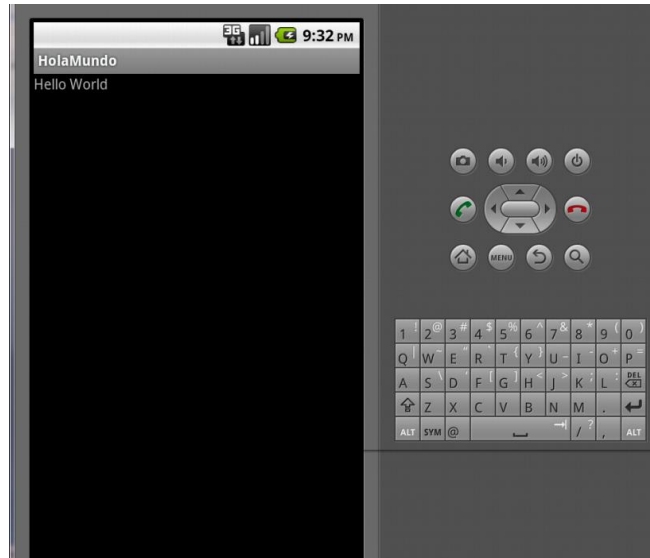 3G 9:32 PM
HolaMundo
Hello World
MENU
1 ! 2 @ 3 # 4 $ 5 % 6 ^ 7 & 8 * 9 ( 0 )
Q | W ~ E " R ` T { Y } U _ I - O + P =
A S \ D ' F [ G ] H < J > K ; L : DEL
Z X C V B N M .
ALT SYM @ / ? , ALT